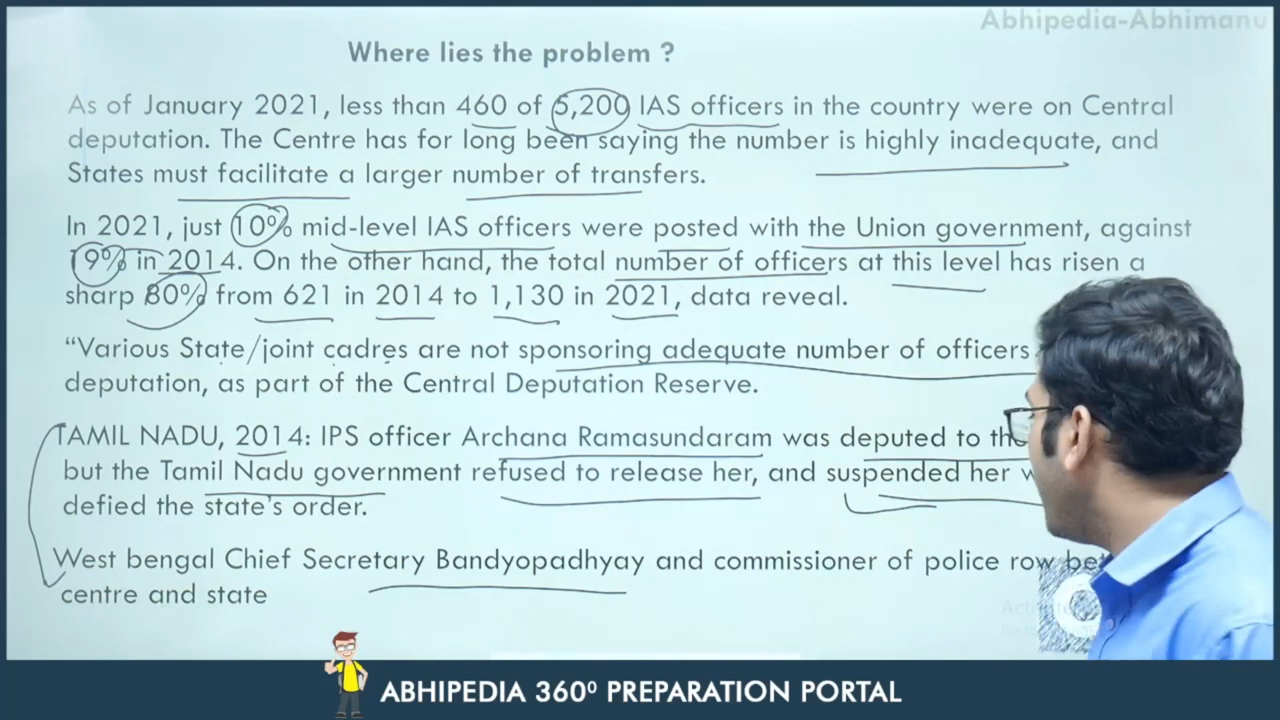 Abhipedia-Abhimanu
Where lies the problem ?
As of January 2021, less than 460 of 5,200 IAS officers in the country were on Central
deputation. The Centre has for long been saying the number is highly inadequate, and
States must facilitate a larger number of transfers.
In 2021, just 10% mid-level IAS officers were posted with the Union government, against
19% in 2014. On the other hand, the total number of officers at this level has risen a
sharp 80% from 621 in 2014 to 1,130 in 2021, data reveal.
“Various State/joint cadres are not sponsoring adequate number of officers
deputation, as part of the Central Deputation Reserve.
TAMIL NADU, 2014: IPS officer Archana Ramasundaram was deputed to the
but the Tamil Nadu government refused to release her, and suspended her
defied the state’s order.
West bengal Chief Secretary Bandyopadhyay and commissioner of police row
centre and state
ABHIPEDIA 360⁰ PREPARATION PORTAL